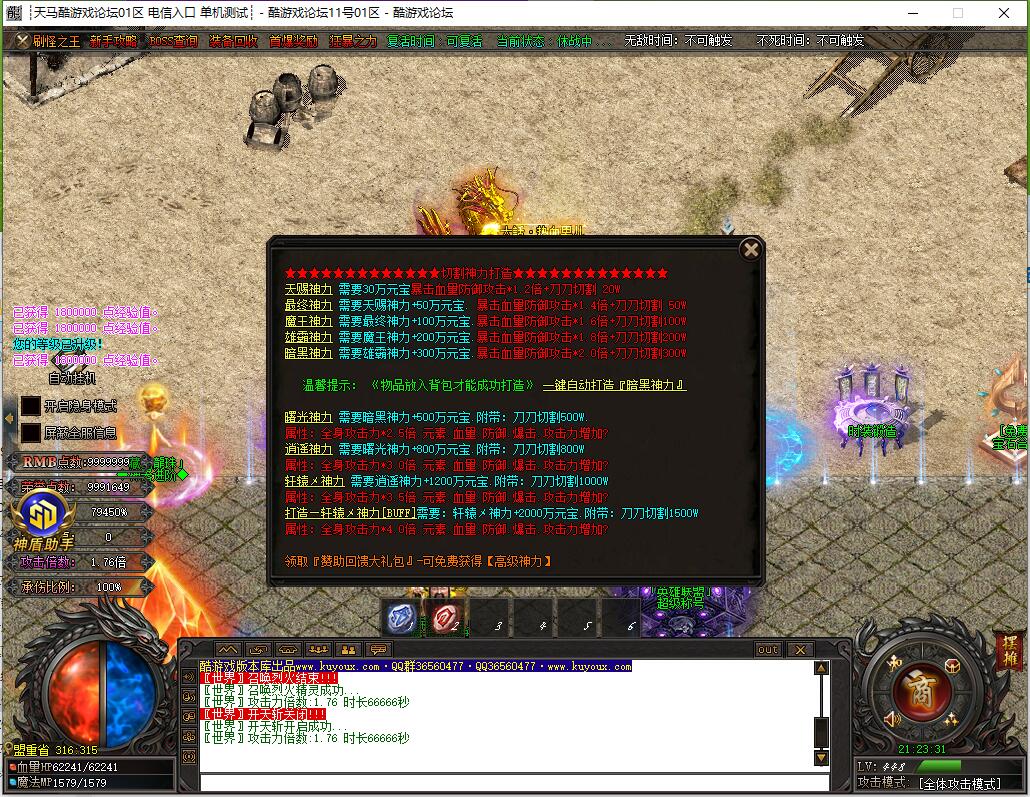 天马酷游戏论坛01区 电信入口 单机测试 - 酷游戏论坛11号01区 - 酷游戏论坛
刷怪之王 新手攻略 BOSS查询 装备回收 首爆奖励 狂暴之力 复活时间：可复活 当前状态：休战中... 无敌时间：不可触发 不死时间：不可触发
★★★★★★★★★★★★★切割神力打造★★★★★★★★★★★★★
天赐神力 需要30万元宝暴击血量防御攻击*1.2倍+刀刀切割 20W
最终神力 需要天赐神力+50万元宝.暴击血量防御攻击*1.4倍+刀刀切割 50W
魔王神力 需要最终神力+100万元宝.暴击血量防御攻击*1.6倍+刀刀切割100W
雄霸神力 需要魔王神力+200万元宝.暴击血量防御攻击*1.8倍+刀刀切割200W
暗黑神力 需要雄霸神力+300万元宝.暴击血量防御攻击*2.0倍+刀刀切割300W
温馨提示：《物品放入背包才能成功打造》 一键自动打造『暗黑神力』
曙光神力 需要暗黑神力+500万元宝.附带：刀刀切割500W.
属性：全身攻击力*2.5倍 元素 血量 防御 爆击 攻击力增加?
逍遥神力 需要曙光神力+800万元宝.附带：刀刀切割800W
属性：全身攻击力*3.0倍 元素 血量 防御 爆击 攻击力增加?
轩辕メ神力 需要逍遥神力+1200万元宝.附带：刀刀切割1000W
属性：全身攻击力*3.5倍 元素 血量 防御 爆击 攻击力增加?
打造一轩辕メ神力[BUFF]需要：轩辕メ神力+2000万元宝.附带：刀刀切割1500W
属性：全身攻击力*4.0倍 元素 血量 防御 爆击 攻击力增加?
领取『赞助回馈大礼包』-可免费获得【高级神力】
已获得 1800000 点经验值。
已获得 1800000 点经验值。
您的等级已升级！
已获得 1800000 点经验值。
自动挂机
开启隐身模式
屏蔽全服信息
RMB点数:9999999
荣誉点数: 9991649
79450%
0
神盾助手
攻击倍数: 1.76倍
承伤比例: 100%
时装锻造
『英雄联盟』
超级称号
1 2 3 4 5 6
out
酷游戏版本库出品www.kuyoux.com·QQ群36560477·QQ36560477·www.kuyoux.com
〖世界〗召唤烈火结束!!!
〖世界〗召唤烈火精灵成功...
〖世界〗攻击力倍数:1.76 时长66666秒
〖世界〗开天斩关闭!!!
〖世界〗开天斩开启成功...
〖世界〗攻击力倍数:1.76 时长66666秒
盟重省 316:315
血量HP62241/62241
魔法MP1579/1579
摆摊
商
21:23:31
LV: 448
攻击模式: [全体攻击模式]